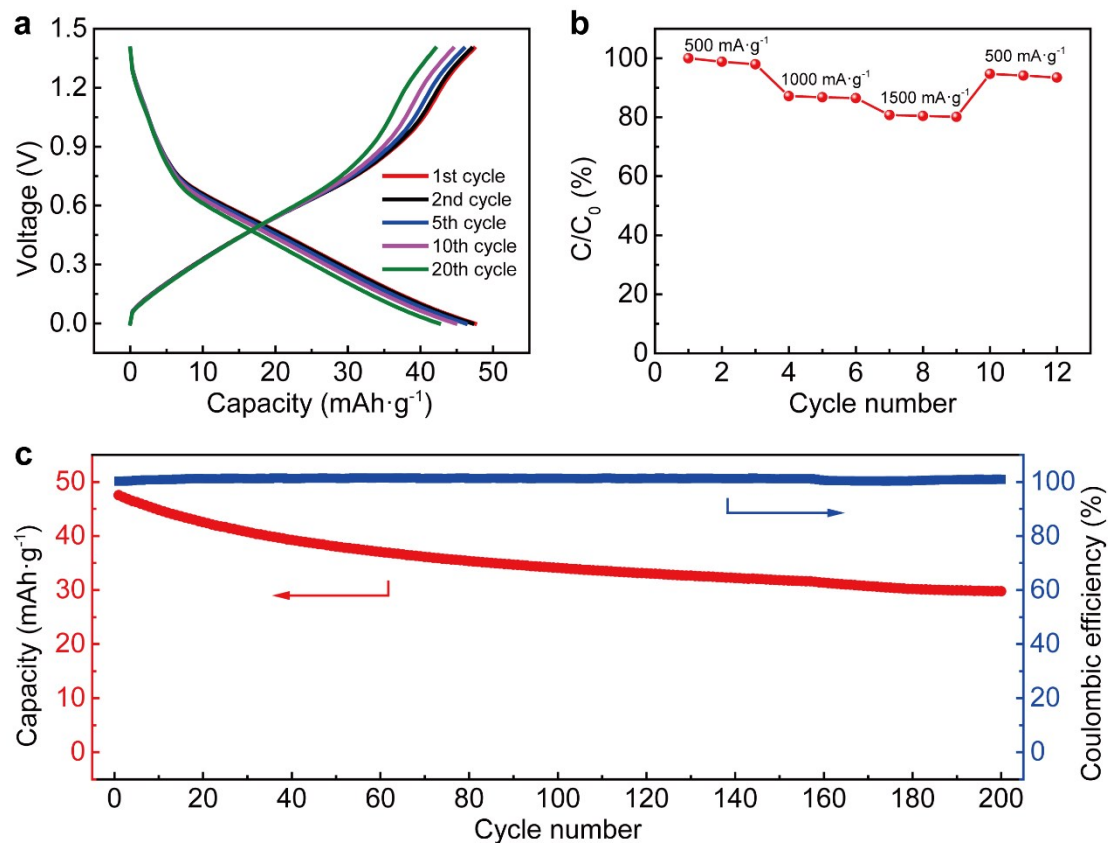 a
1.5
1.2
0.9
0.6
0.3
0.0
Voltage (V)
1st cycle
2nd cycle
5th cycle
10th cycle
20th cycle
0 10 20 30 40 50
Capacity (mAh·g⁻¹)
b
100
80
60
40
20
0
C/C₀ (%)
500 mA·g⁻¹
1000 mA·g⁻¹
1500 mA·g⁻¹
500 mA·g⁻¹
0 2 4 6 8 10 12
Cycle number
c
50
40
30
20
10
0
Capacity (mAh·g⁻¹)
100
80
60
40
20
0
Coulombic efficiency (%)
0 20 40 60 80 100 120 140 160 180 200
Cycle number